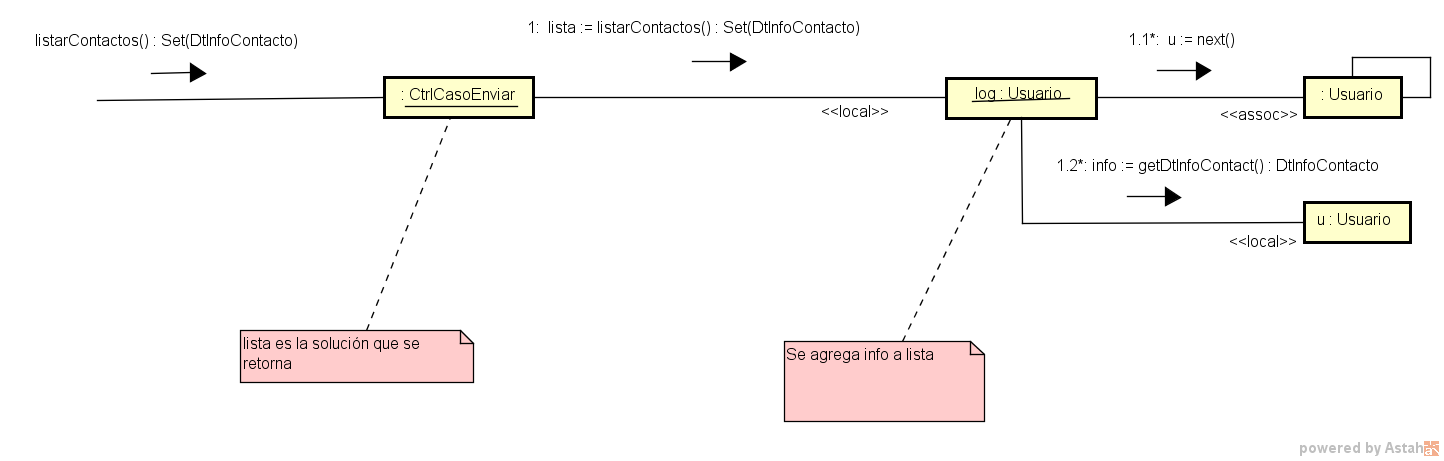 listarContactos() : Set(DtInfoContacto)
1:  lista := listarContactos() : Set(DtInfoContacto)
1.1*:  u := next()
: CtrlCasoEnviar
log : Usuario
: Usuario
<<local>>
<<assoc>>
1.2*: info := getDtInfoContact() : DtInfoContacto
u : Usuario
<<local>>
lista es la solución que se
retorna
Se agrega info a lista
powered by Astah